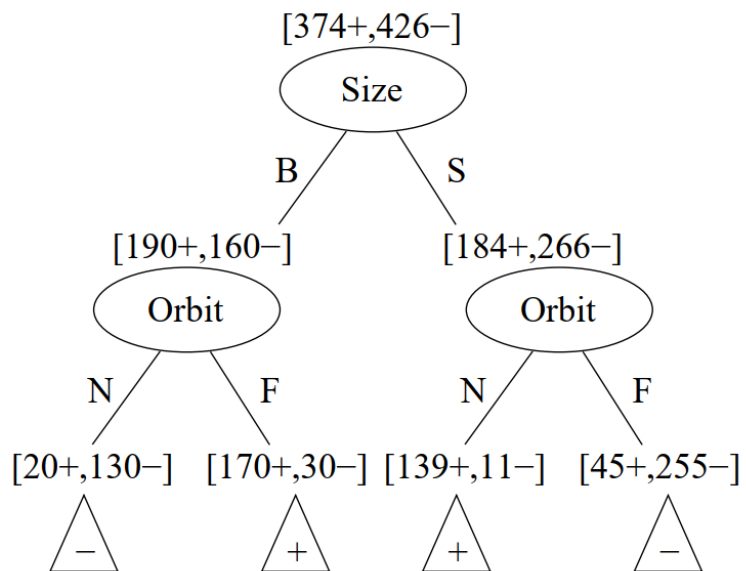 [374+,426−]
Size
B S
[190+,160−] [184+,266−]
Orbit Orbit
N F N F
[20+,130−] [170+,30−] [139+,11−] [45+,255−]
− + + −